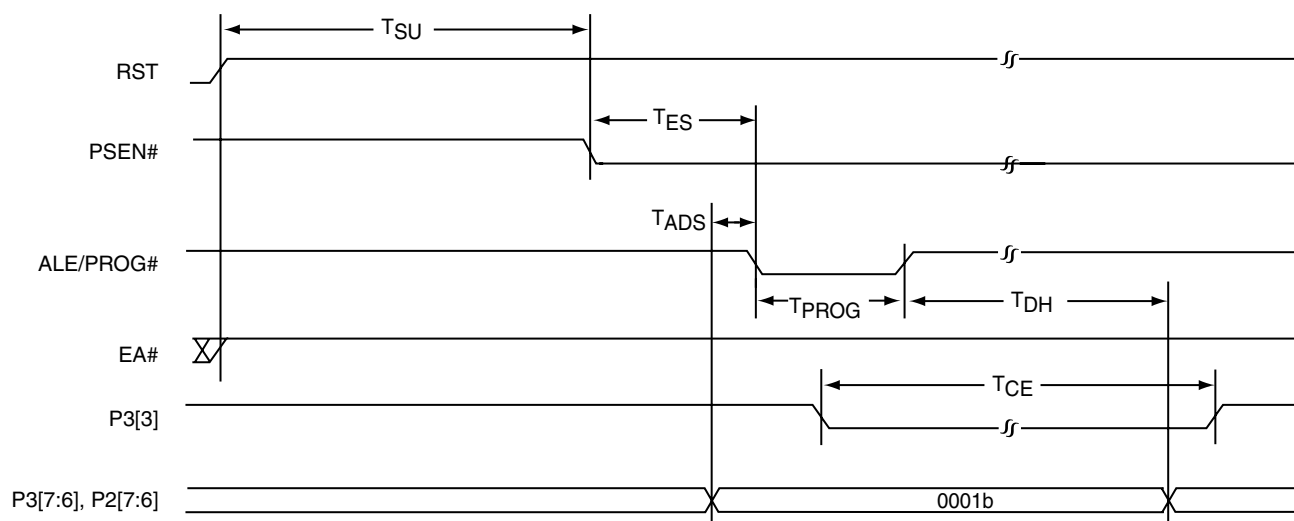 TSU
RST
TES
PSEN#
TADS
ALE/PROG#
TPROG
TDH
EA#
TCE
P3[3]
P3[7:6], P2[7:6]
0001b